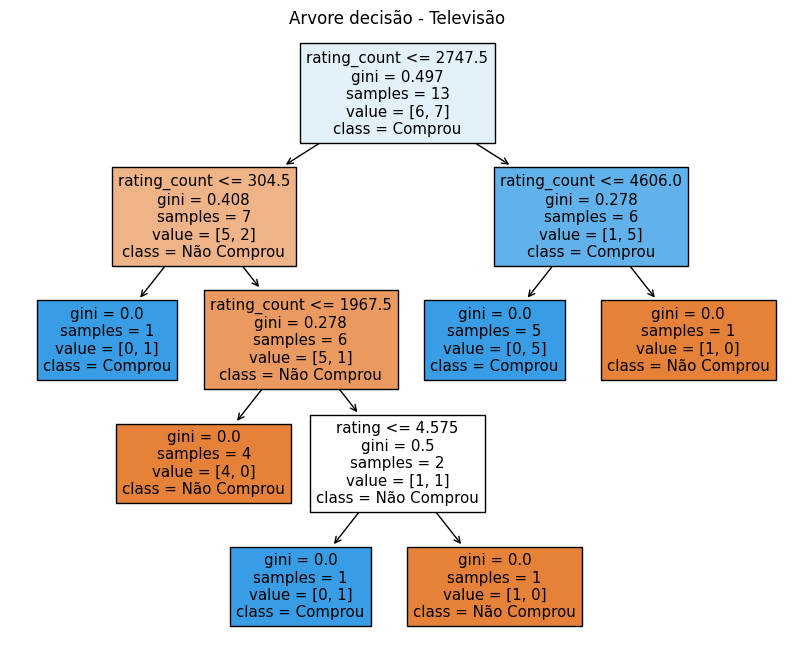 Arvore decisão - Televisão
rating_count <= 2747.5
gini = 0.497
samples = 13
value = [6, 7]
class = Comprou
rating_count <= 304.5
gini = 0.408
samples = 7
value = [5, 2]
class = Não Comprou
rating_count <= 4606.0
gini = 0.278
samples = 6
value = [1, 5]
class = Comprou
gini = 0.0
samples = 1
value = [0, 1]
class = Comprou
rating_count <= 1967.5
gini = 0.278
samples = 6
value = [5, 1]
class = Não Comprou
gini = 0.0
samples = 5
value = [0, 5]
class = Comprou
gini = 0.0
samples = 1
value = [1, 0]
class = Não Comprou
gini = 0.0
samples = 4
value = [4, 0]
class = Não Comprou
rating <= 4.575
gini = 0.5
samples = 2
value = [1, 1]
class = Não Comprou
gini = 0.0
samples = 1
value = [0, 1]
class = Comprou
gini = 0.0
samples = 1
value = [1, 0]
class = Não Comprou